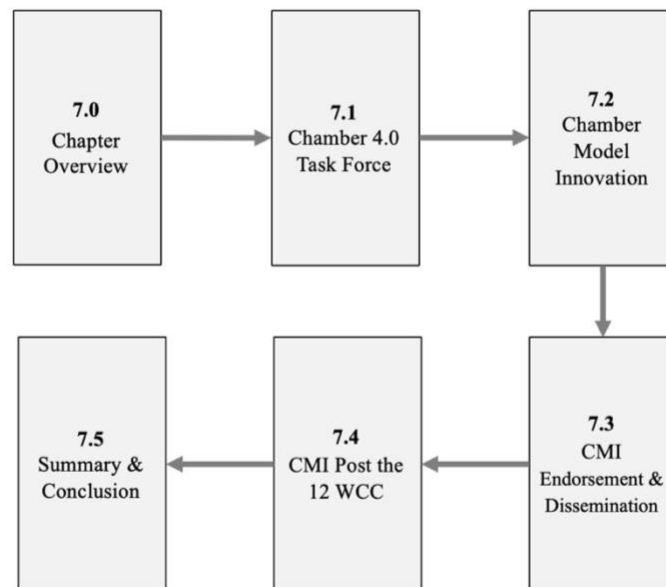 7.0
Chapter
Overview
7.1
Chamber 4.0
Task Force
7.2
Chamber
Model
Innovation
7.3
CMI
Endorsement &
Dissemination
7.4
CMI Post the
12 WCC
7.5
Summary &
Conclusion